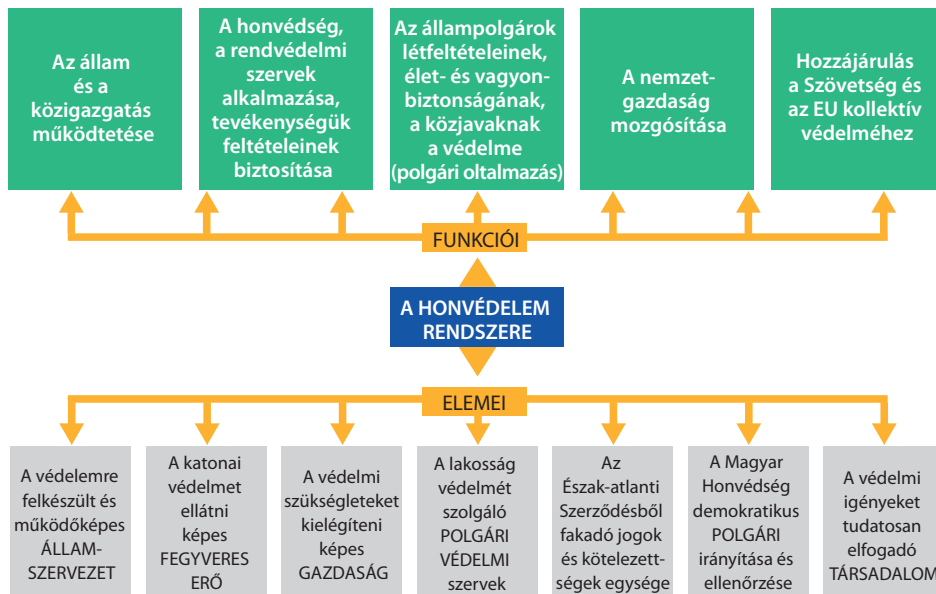 Az állam
és a
közigazgatás
működtetése
A honvédség,
a rendvédelmi
szervek
alkalmazása,
tevékenységük
feltételeinek
biztosítása
Az állampolgárok
létfeltételeinek,
élet- és vagyon-
biztonságának,
a közjavaknak
a védelme
(polgári oltalmazás)
A nemzet-
gazdaság
mozgósítása
Hozzájárulás
a Szövetség és
az EU kollektív
védelméhez
FUNKCIÓI
A HONVÉDELEM
RENDSZERE
ELEMEI
A védelemre
felkészült és
működőképes
ÁLLAM-
SZERVEZET
A katonai
védelmet
ellátni
képes
FEGYVERES
ERŐ
A védelmi
szükségleteket
kielégíteni
képes
GAZDASÁG
A lakosság
védelmét
szolgáló
POLGÁRI
VÉDELMI
szervek
Az
Észak-atlanti
Szerződésből
fakadó jogok
és kötelezett-
ségek egysége
A Magyar
Honvédség
demokratikus
POLGÁRI
irányítása és
ellenőrzése
A védelmi
igényeket
tudatosan
elfogadó
TÁRSADALOM